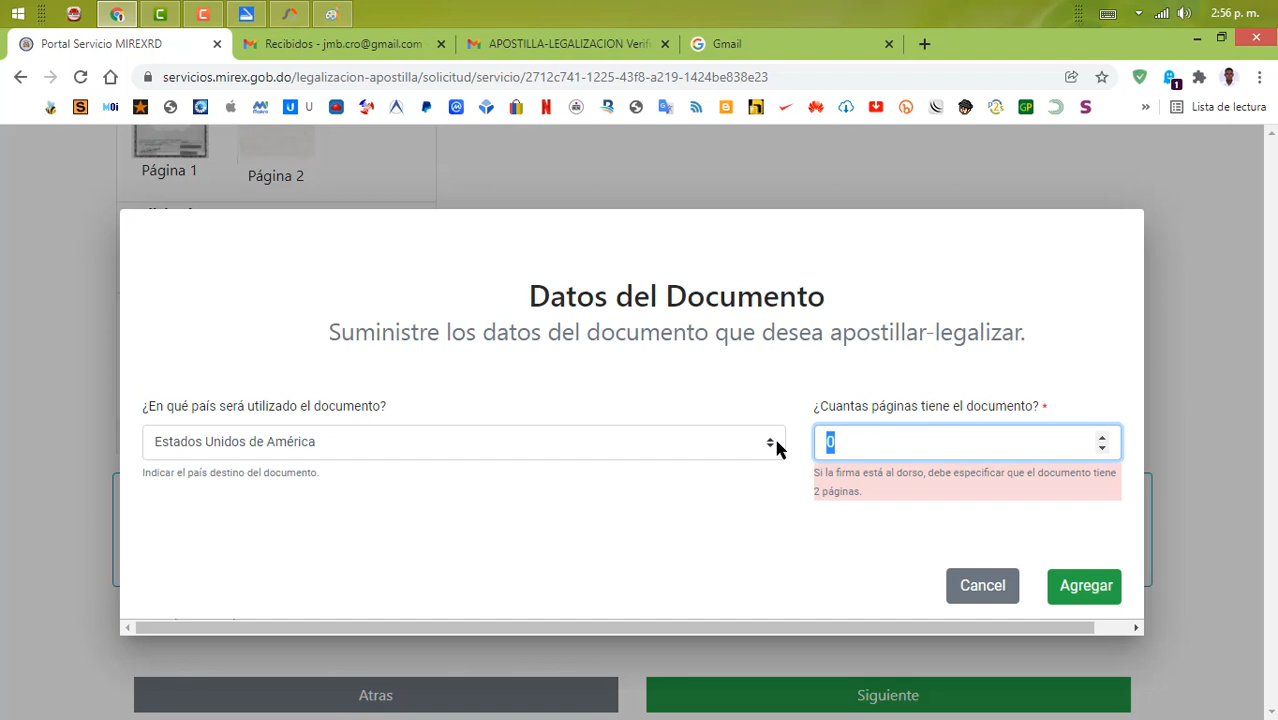 2:56 p. m.
Portal Servicio MIREXRD
Recibidos - jmb.cro@gmail.com
APOSTILLA-LEGALIZACION Verifi
Gmail
servicios.mirex.gob.do/legalizacion-apostilla/solicitud/servicio/2712c741-1225-43f8-a219-1424be838e23
U
Lista de lectura
Página 1
Página 2
Datos del Documento
Suministre los datos del documento que desea apostillar-legalizar.
¿En qué país será utilizado el documento?
¿Cuantas páginas tiene el documento? *
Estados Unidos de América
0
Indicar el país destino del documento.
Si la firma está al dorso, debe especificar que el documento tiene
2 páginas.
Cancel
Agregar
Atras
Siguiente